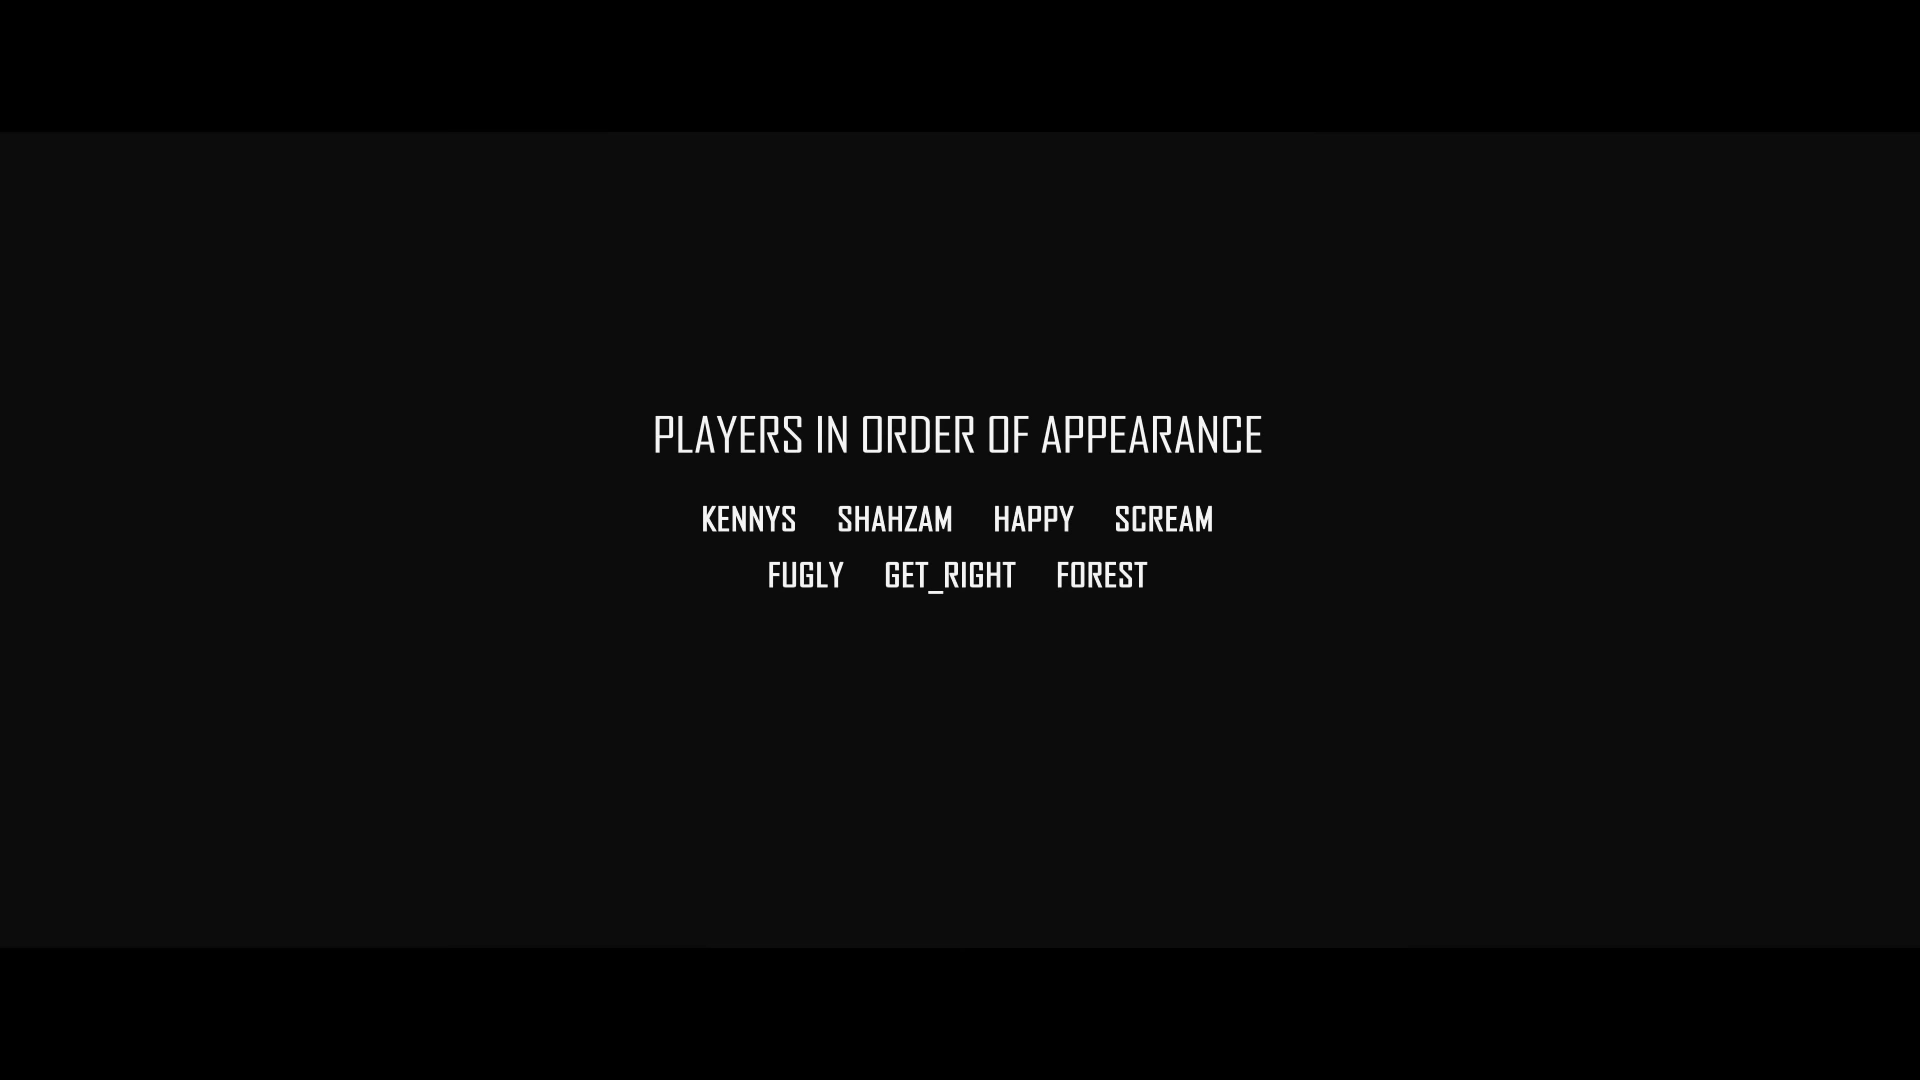 PLAYERS IN ORDER OF APPEARANCE
KENNYS SHAHZAM HAPPY SCREAM
FUGLY GET_RIGHT FOREST